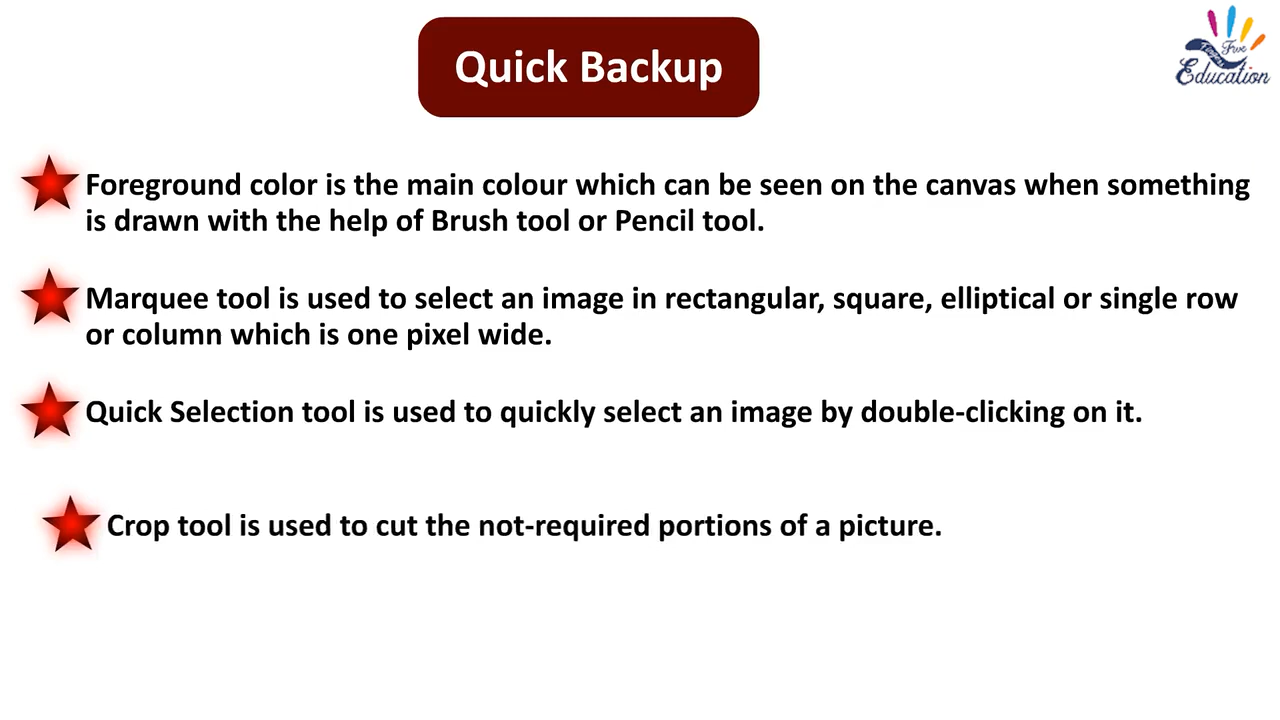 Quick Backup
Five
Education
Foreground color is the main colour which can be seen on the canvas when something
is drawn with the help of Brush tool or Pencil tool.
Marquee tool is used to select an image in rectangular, square, elliptical or single row
or column which is one pixel wide.
Quick Selection tool is used to quickly select an image by double-clicking on it.
Crop tool is used to cut the not-required portions of a picture.